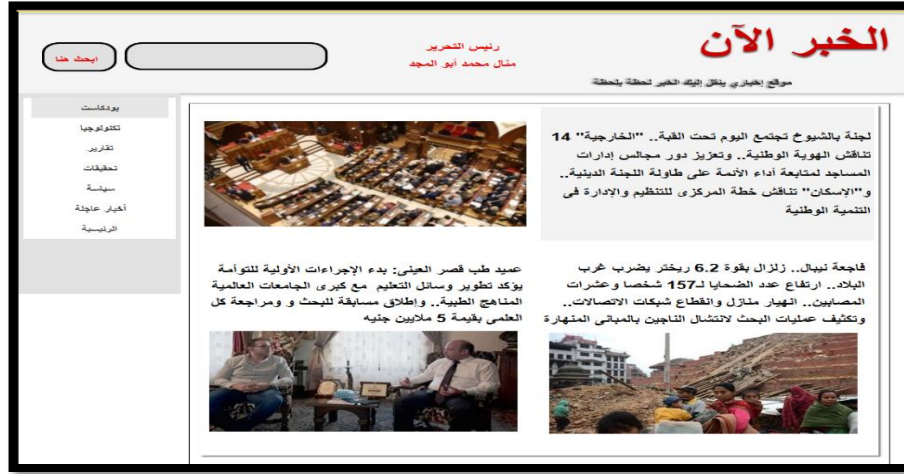 الخبر الآن
موقع إخباري ينقل إليك الخبر لحظة بلحظة
رئيس التحرير
منال محمد أبو المجد
ابحث هنا
بودكاست
تكنولوجيا
تقارير
تحقيقات
سياسة
أخبار عاجلة
الرئيسية
لجنة بالشيوخ تجتمع اليوم تحت القبة.. "الخارجية" 14
تناقش الهوية الوطنية.. وتعزيز دور مجالس إدارات
المساجد لمتابعة أداء الأئمة على طاولة اللجنة الدينية..
و"الإسكان" تناقش خطة المركزى للتنظيم والإدارة فى
التنمية الوطنية
فاجعة نيبال.. زلزال بقوة 6.2 ريختر يضرب غرب
البلاد.. ارتفاع عدد الضحايا لـ157 شخصا وعشرات
المصابين.. انهيار منازل وانقطاع شبكات الاتصالات..
وتكثيف عمليات البحث لانتشال الناجين بالمبانى المنهارة
عميد طب قصر العينى: بدء الإجراءات الأولية للتوأمة
يؤكد تطوير وسائل التعليم مع كبرى الجامعات العالمية
المناهج الطبية.. وإطلاق مسابقة للبحث و ومراجعة كل
العلمى بقيمة 5 ملايين جنيه